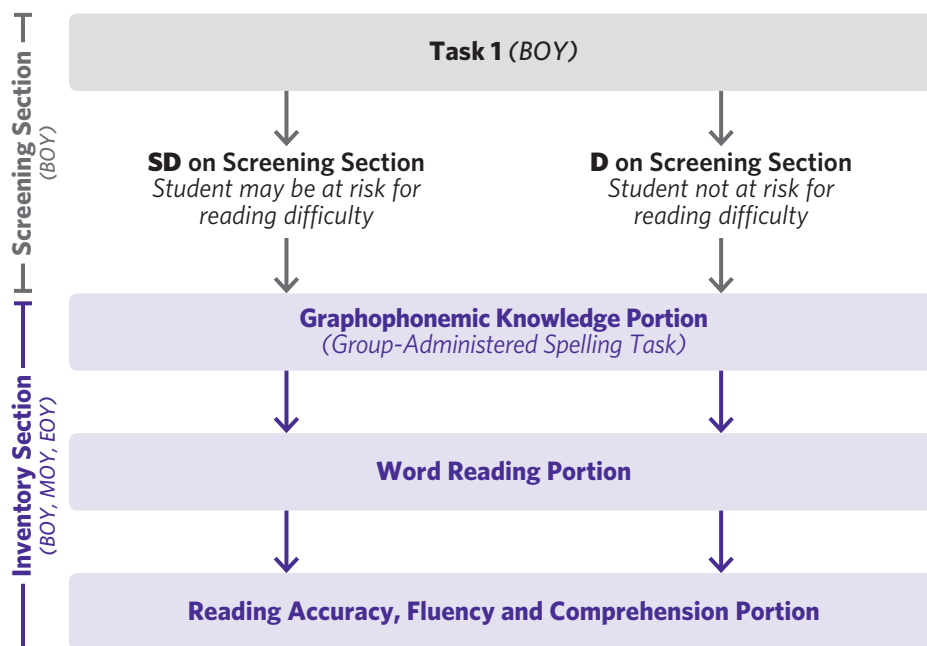 Screening Section
(BOY)
Task 1 (BOY)
SD on Screening Section
Student may be at risk for
reading difficulty
D on Screening Section
Student not at risk for
reading difficulty
Inventory Section
(BOY, MOY, EOY)
Graphophonemic Knowledge Portion
(Group-Administered Spelling Task)
Word Reading Portion
Reading Accuracy, Fluency and Comprehension Portion